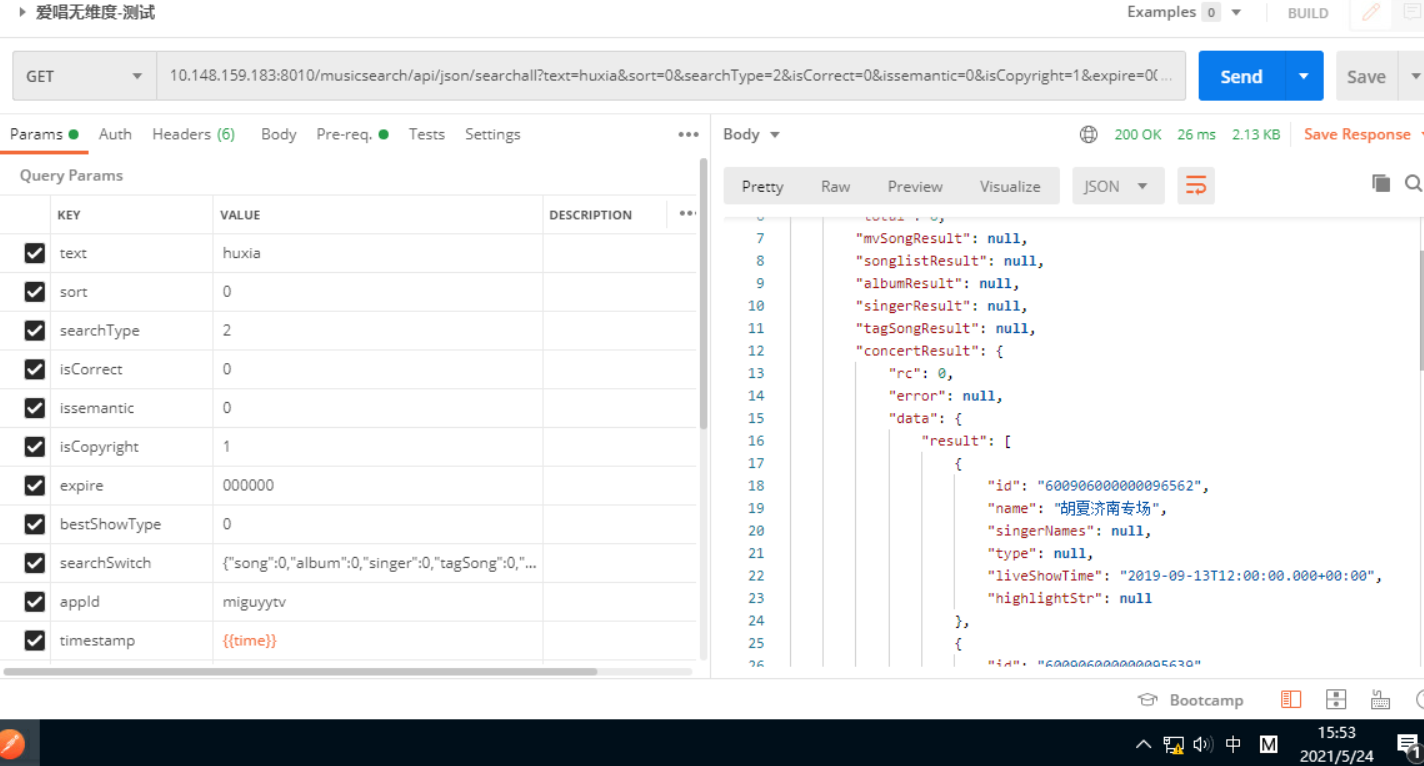 爱唱无维度-测试
Examples 0
BUILD
GET
10.148.159.183:8010/musicsearch/api/json/searchall?text=huxia&sort=0&searchType=2&isCorrect=0&issemantic=0&isCopyright=1&expire=00...
Send
Save
Params Auth Headers (6) Body Pre-req. Tests Settings
Body 200 OK 26 ms 2.13 KB Save Response
Query Params
Pretty Raw Preview Visualize JSON
KEY VALUE DESCRIPTION
text huxia
sort 0
searchType 2
isCorrect 0
issemantic 0
isCopyright 1
expire 000000
bestShowType 0
searchSwitch {"song":0,"album":0,"singer":0,"tagSong":0,"...
appId miguyytv
timestamp {{time}}
7 "mvSongResult": null,
8 "songlistResult": null,
9 "albumResult": null,
10 "singerResult": null,
11 "tagSongResult": null,
12 "concertResult": {
13 "rc": 0,
14 "error": null,
15 "data": {
16 "result": [
17 {
18 "id": "600906000000096562",
19 "name": "胡夏济南专场",
20 "singerNames": null,
21 "type": null,
22 "liveShowTime": "2019-09-13T12:00:00.000+00:00",
23 "highlightStr": null
24 },
25 {
26 "id": "600906000000095639"
Bootcamp
中 M
15:53
2021/5/24
1